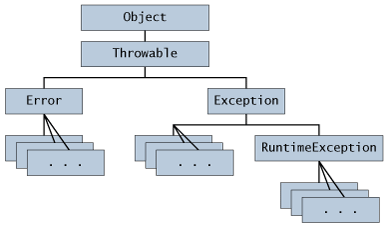 Object
Throwable
Error
Exception
. . .
. . .
RuntimeException
. . .